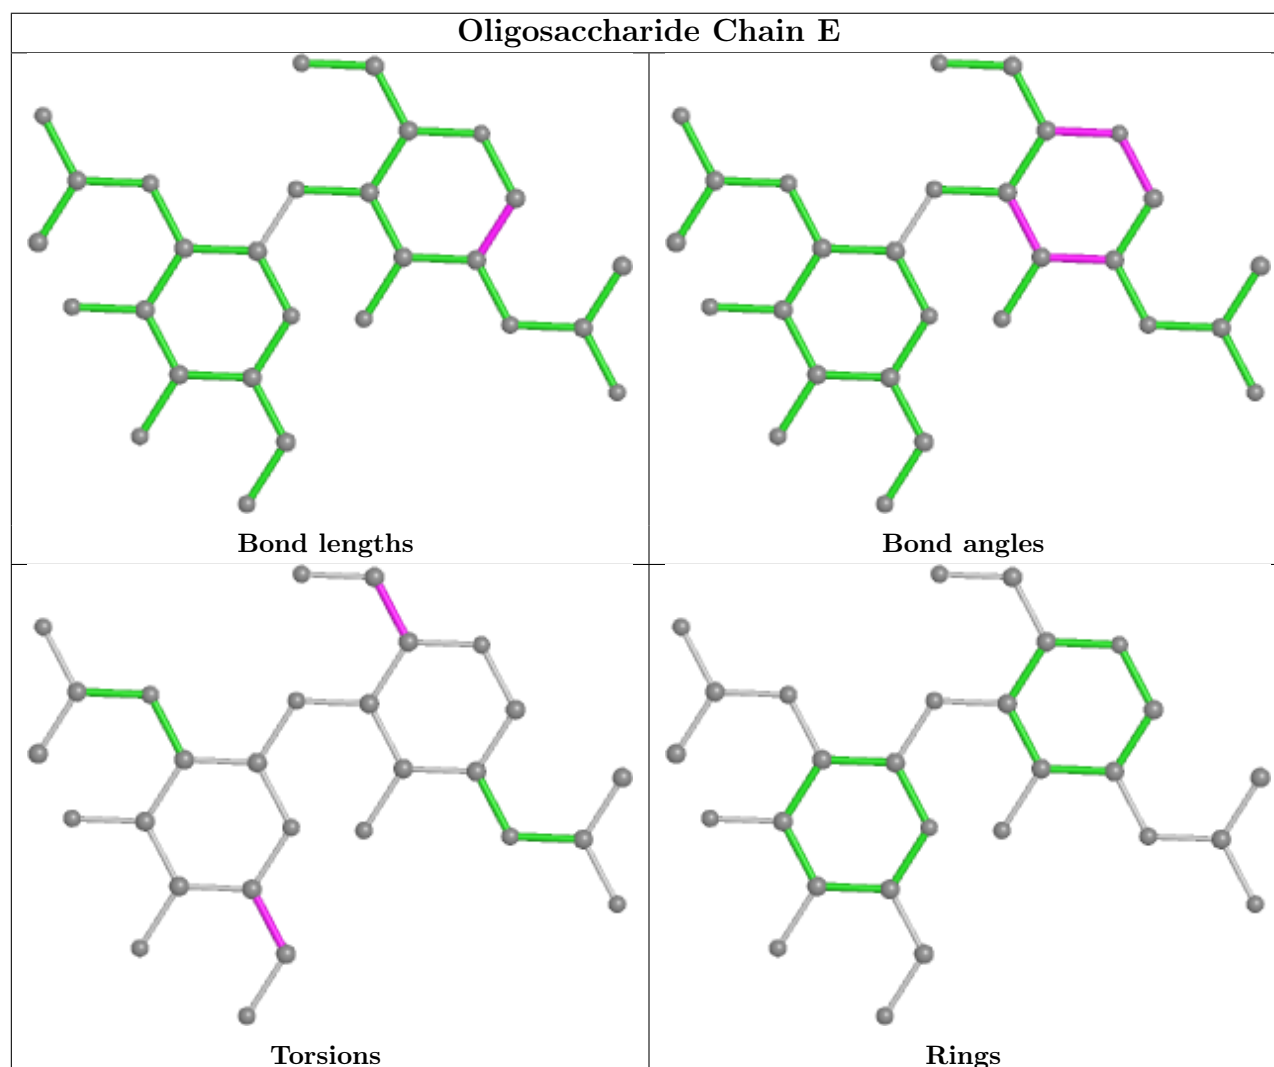 Oligosaccharide Chain E
Bond lengths
Bond angles
Torsions
Rings